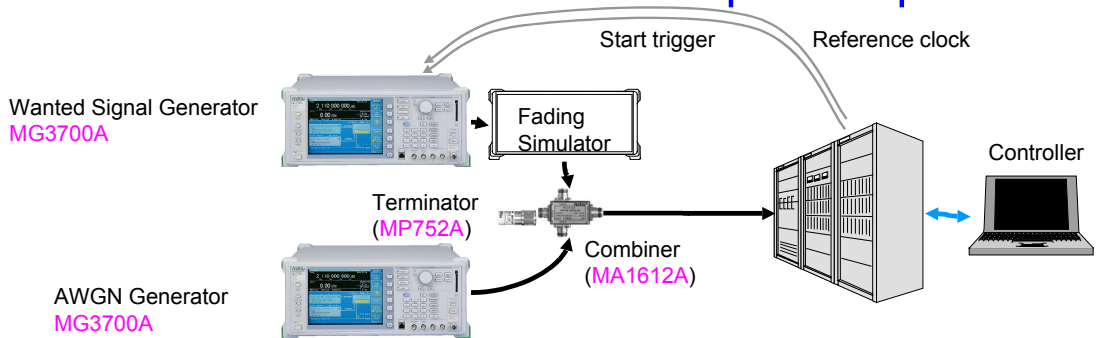 Start trigger
Reference clock
Wanted Signal Generator
MG3700A
Fading
Simulator
Controller
Terminator
(MP752A)
Combiner
(MA1612A)
AWGN Generator
MG3700A